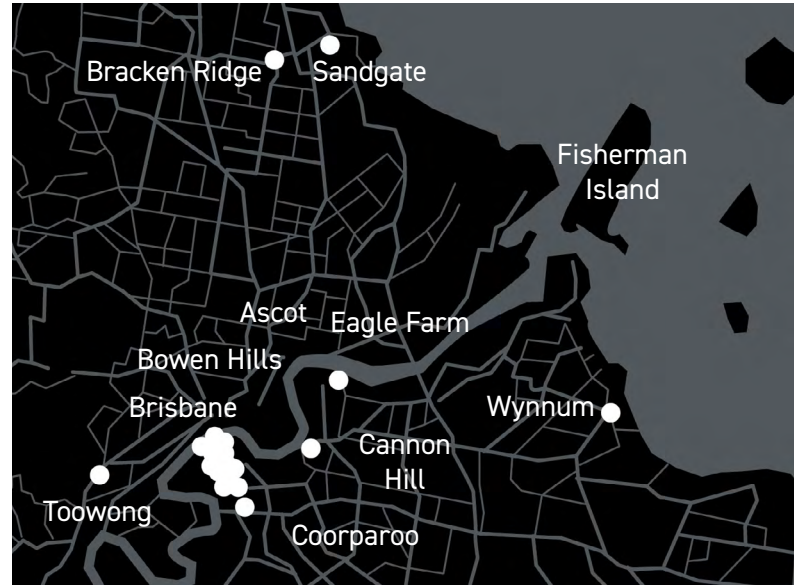 Bracken Ridge
Sandgate
Fisherman
Island
Ascot
Eagle Farm
Bowen Hills
Brisbane
Wynnum
Cannon
Hill
Toowong
Coorparoo